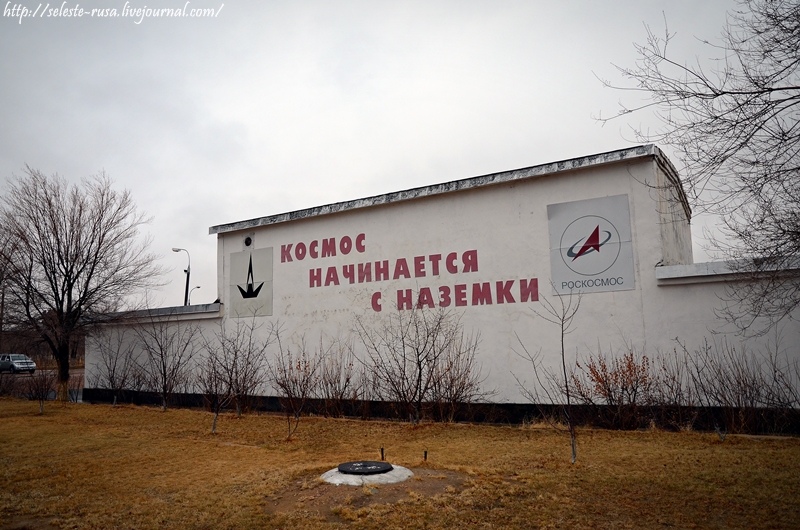 http://seleste-rusa.livejournal.com/
КОСМОС
НАЧИНАЕТСЯ
С НАЗЕМКИ
РОСКОСМОС